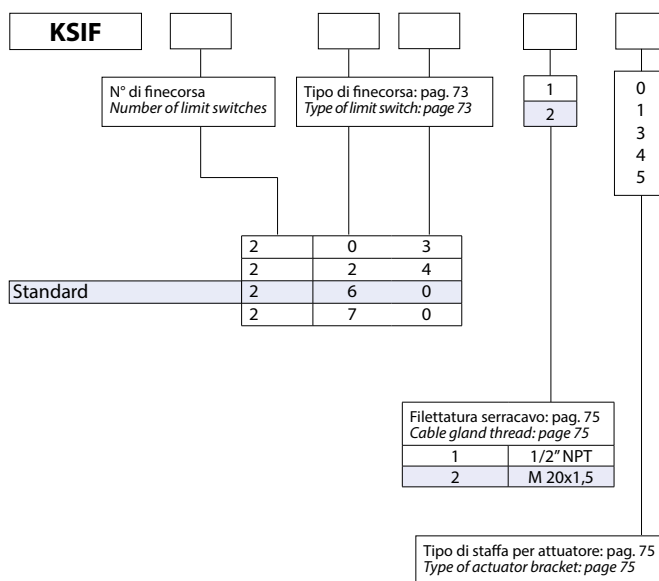 KSIF
N° di finecorsa
Number of limit switches
Tipo di finecorsa: pag. 73
Type of limit switch: page 73
1
2
0
1
3
4
5
2 0 3
2 2 4
Standard 2 6 0
2 7 0
Filettatura serracavo: pag. 75
Cable gland thread: page 75
1 1/2” NPT
2 M 20x1,5
Tipo di staffa per attuatore: pag. 75
Type of actuator bracket: page 75